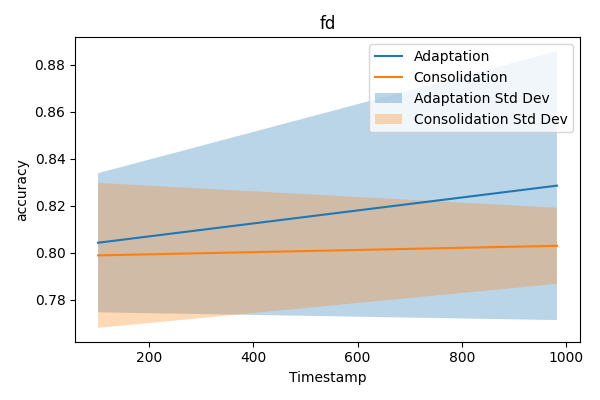 fd
Adaptation
Consolidation
Adaptation Std Dev
Consolidation Std Dev
accuracy
0.88
0.86
0.84
0.82
0.80
0.78
200 400 600 800 1000
Timestamp